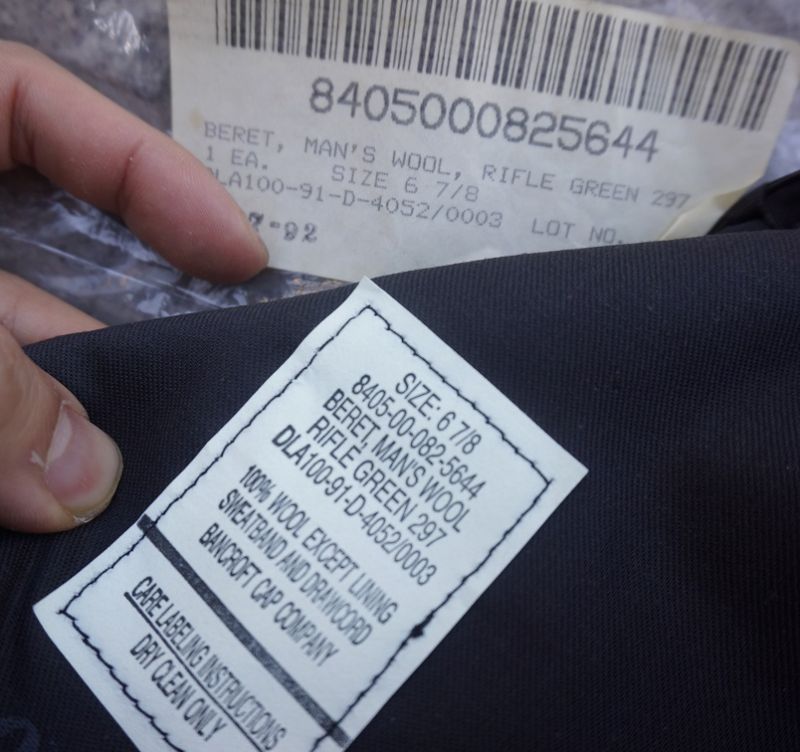 8405000825644
BERET, MAN'S WOOL, RIFLE GREEN 297
1 EA. SIZE 6 7/8
DLA100-91-D-4052/0003 LOT NO.
-92
SIZE: 6 7/8
8405-00-082-5644
BERET, MAN'S WOOL
RIFLE GREEN 297
DLA100-91-D-4052/0003
100% WOOL EXCEPT LINING
SWEATBAND AND DRAWCORD
BANCROFT CAP COMPANY
CARE LABELING INSTRUCTIONS
DRY CLEAN ONLY